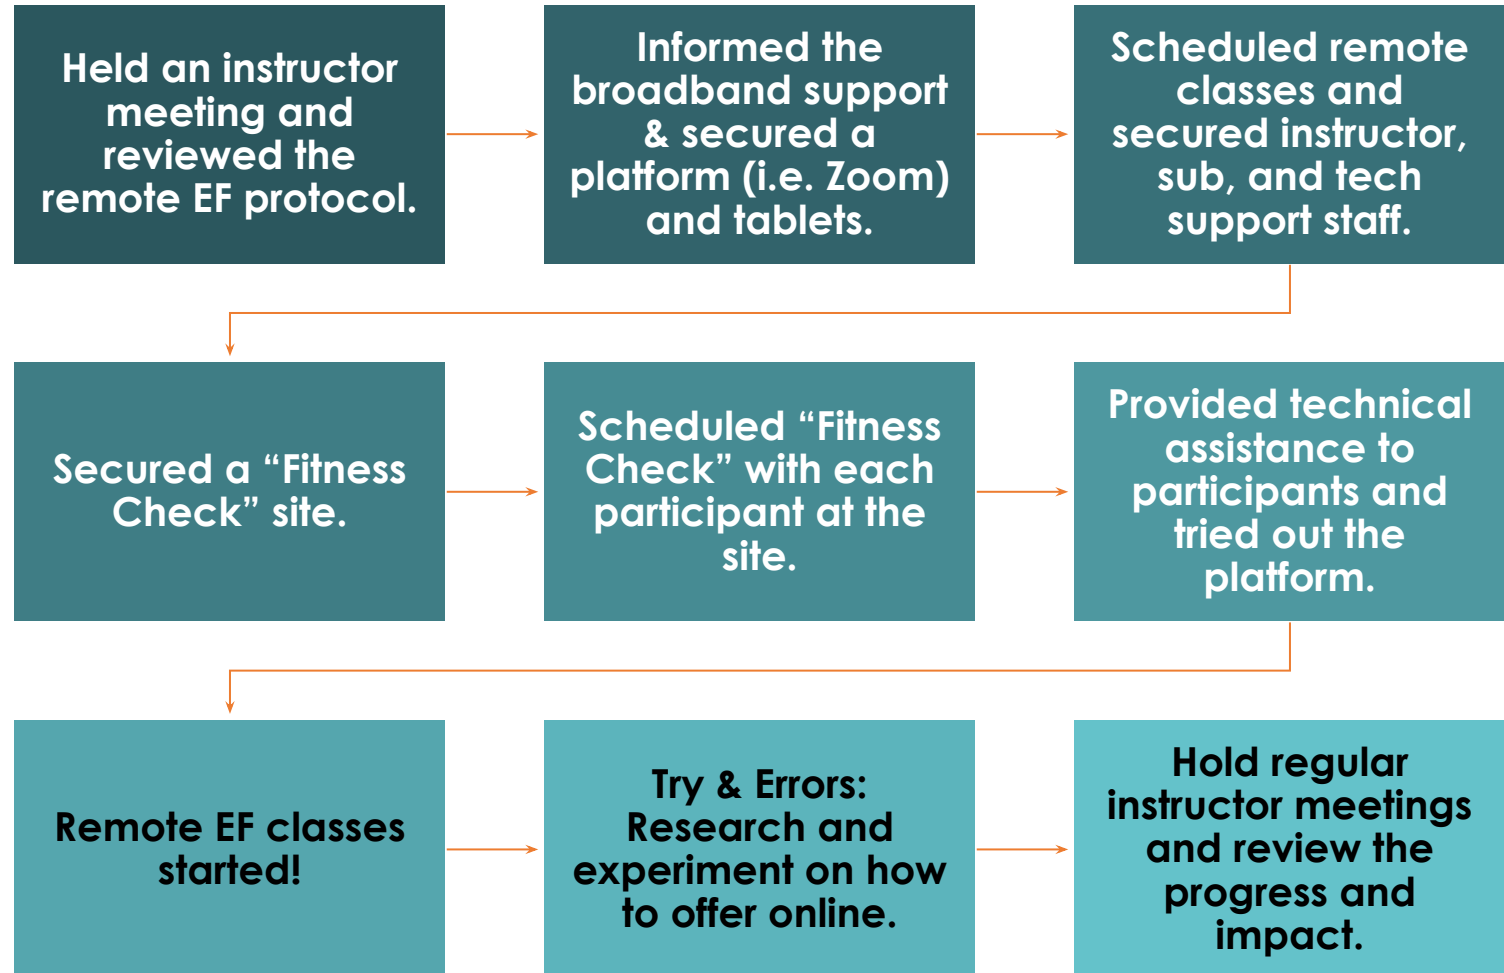 Held an instructor
meeting and
reviewed the
remote EF protocol.
Informed the
broadband support
& secured a
platform (i.e. Zoom)
and tablets.
Scheduled remote
classes and
secured instructor,
sub, and tech
support staff.
Secured a “Fitness
Check” site.
Scheduled “Fitness
Check” with each
participant at the
site.
Provided technical
assistance to
participants and
tried out the
platform.
Remote EF classes
started!
Try & Errors:
Research and
experiment on how
to offer online.
Hold regular
instructor meetings
and review the
progress and
impact.